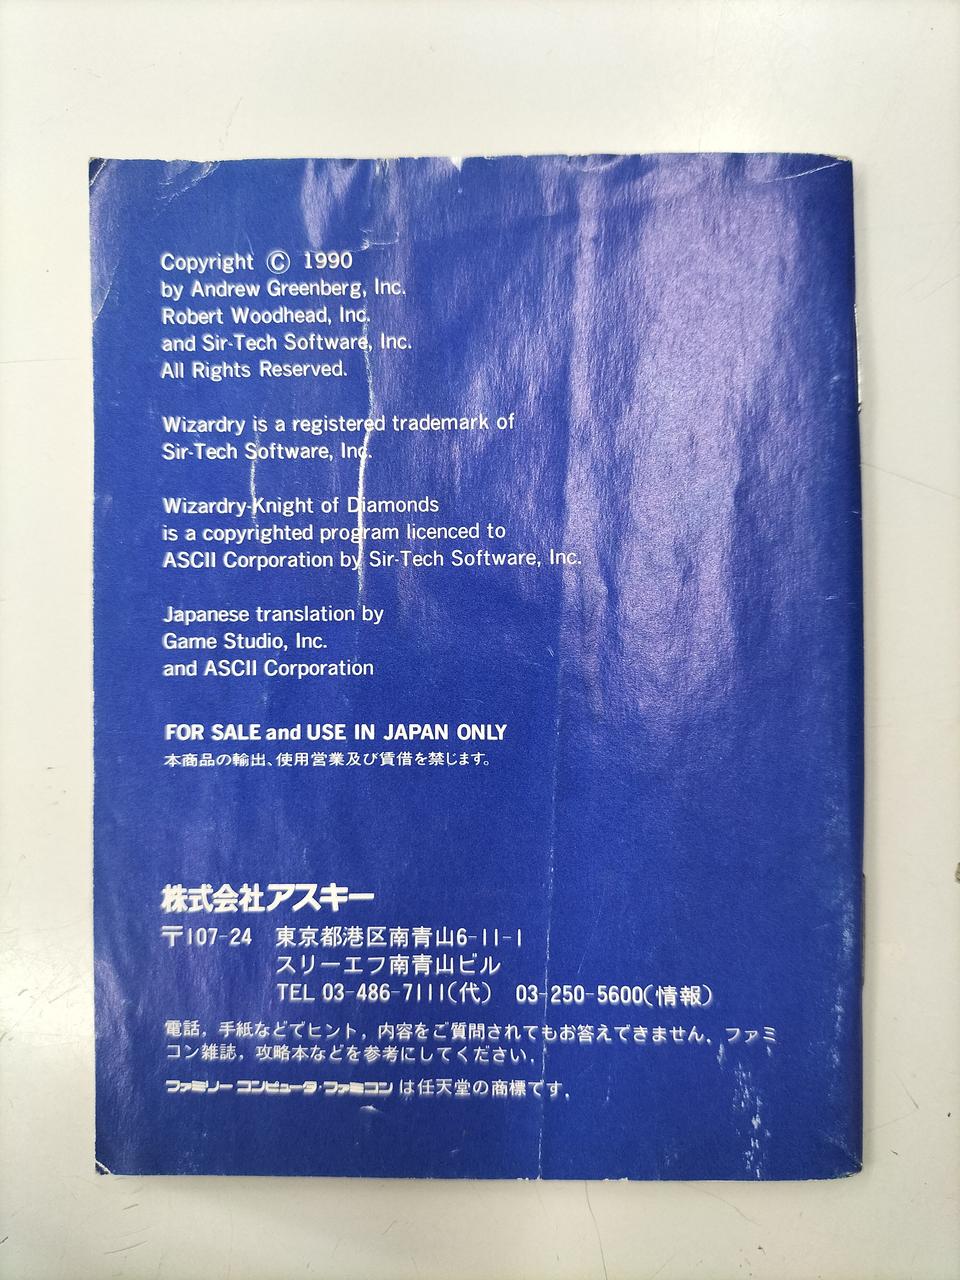 Copyright © 1990
by Andrew Greenberg, Inc.
Robert Woodhead, Inc.
and Sir-Tech Software, Inc.
All Rights Reserved.
Wizardry is a registered trademark of
Sir-Tech Software, Inc.
Wizardry-Knight of Diamonds
is a copyrighted program licenced to
ASCII Corporation by Sir-Tech Software, Inc.
Japanese translation by
Game Studio, Inc.
and ASCII Corporation
FOR SALE and USE IN JAPAN ONLY
本商品の輸出、使用営業及び賃借を禁じます。
株式会社アスキー
〒107-24 東京都港区南青山6-11-1
スリーエフ南青山ビル
TEL 03-486-7111(代) 03-250-5600(情報)
電話，手紙などでヒント，内容をご質問されてもお答えできません．ファミ
コン雑誌，攻略本などを参考にしてください．
ファミリーコンピュータ・ファミコンは任天堂の商標です．